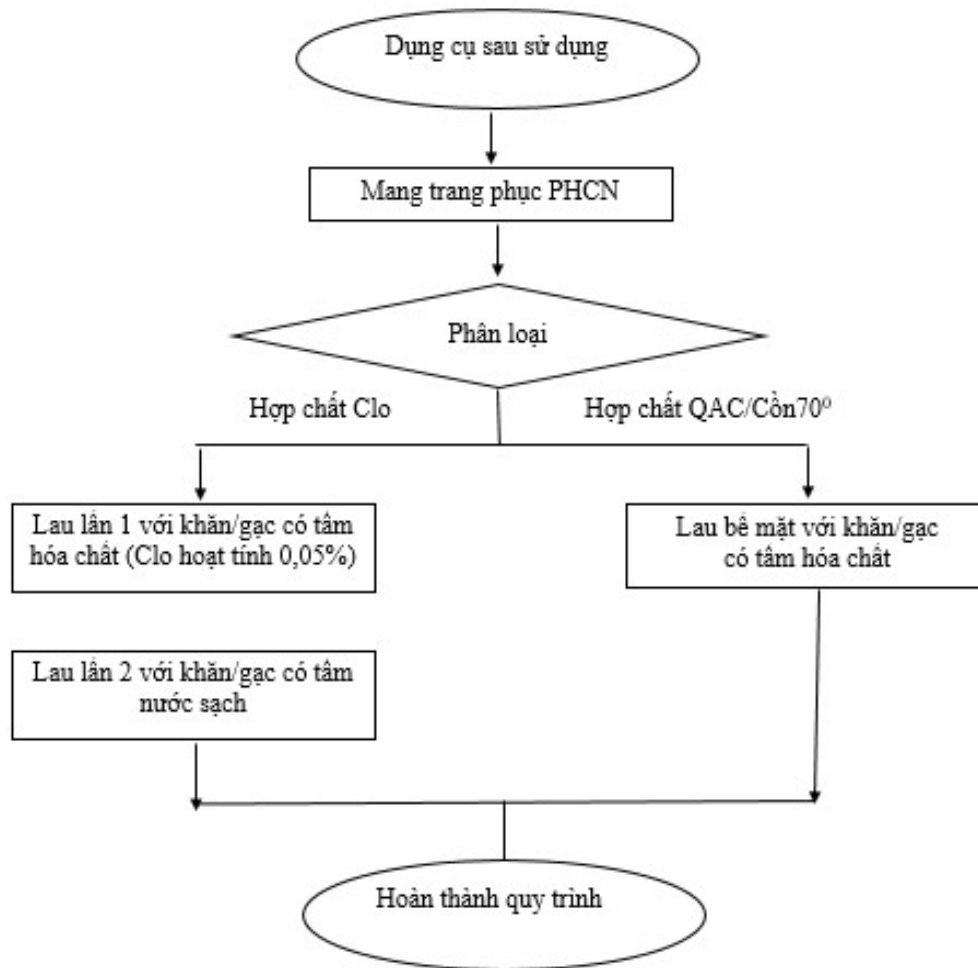 Dụng cụ sau sử dụng
Mang trang phục PHCN
Phân loại
Hợp chất Clo
Hợp chất QAC/Cồn70⁰
Lau lần 1 với khăn/gạc có tẩm
hóa chất (Clo hoạt tính 0,05%)
Lau bề mặt với khăn/gạc
có tẩm hóa chất
Lau lần 2 với khăn/gạc có tẩm
nước sạch
Hoàn thành quy trình